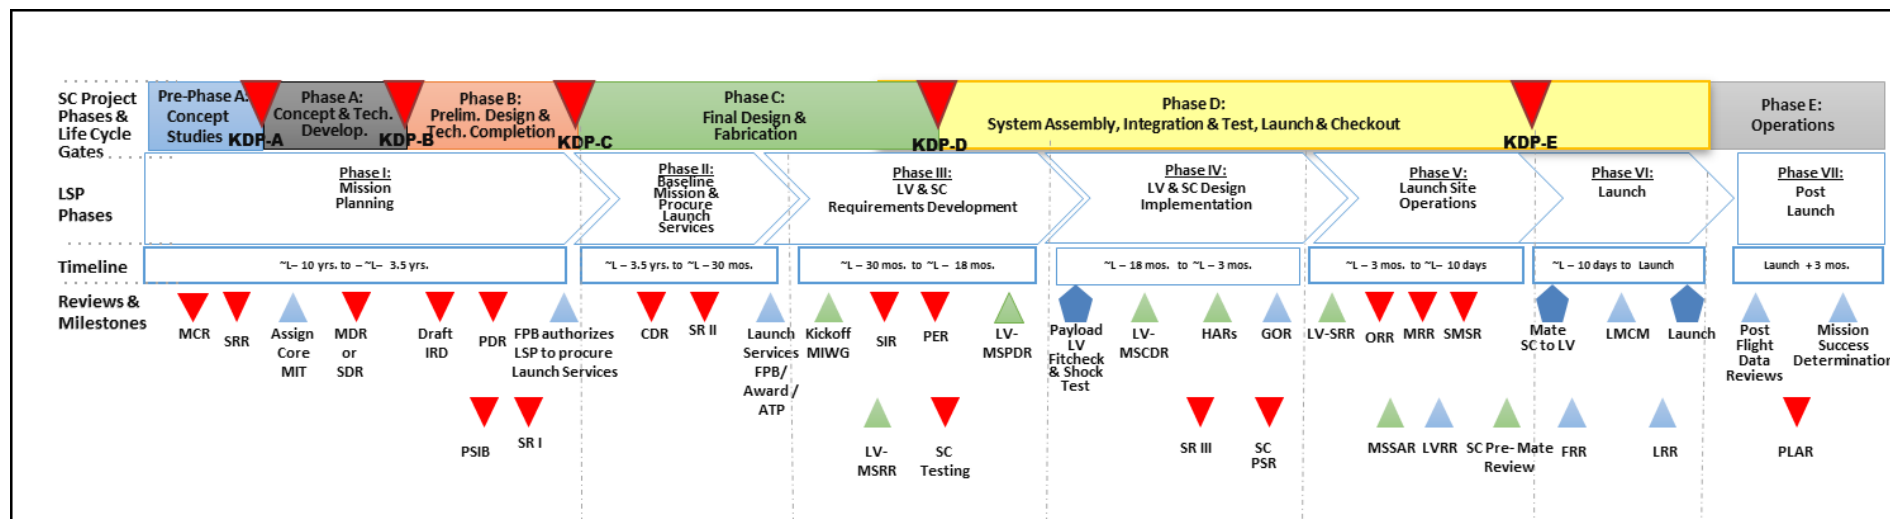 SC Project
Phases &
Life Cycle
Gates
Pre-Phase A:
Concept
Studies
KDP-A
Phase A:
Concept & Tech.
Develop.
KDP-B
Phase B:
Prelim. Design &
Tech. Completion
KDP-C
Phase C:
Final Design &
Fabrication
KDP-D
Phase D:
System Assembly, Integration & Test, Launch & Checkout
KDP-E
Phase E:
Operations
LSP
Phases
Phase I:
Mission
Planning
Phase II:
Baseline
Mission &
Procure
Launch
Services
Phase III:
LV & SC
Requirements Development
Phase IV:
LV & SC Design
Implementation
Phase V:
Launch Site
Operations
Phase VI:
Launch
Phase VII:
Post
Launch
Timeline
~L– 10 yrs. to – ~L– 3.5 yrs.
~L – 3.5 yrs. to ~L – 30 mos.
~L – 30 mos. to ~L – 18 mos.
~L – 18 mos. to ~L – 3 mos.
~L – 3 mos. to ~L– 10 days
~L – 10 days to Launch
Launch + 3 mos.
Reviews &
Milestones
MCR
SRR
Assign
Core
MIT
MDR
or
SDR
Draft
IRD
PDR
FPB authorizes
LSP to procure
Launch Services
CDR
SR II
Launch
Services
FPB/
Award /
ATP
Kickoff
MIWG
SIR
PER
LV-
MSPDR
Payload
LV
Fitcheck
& Shock
Test
LV-
MSCDR
HARs
GOR
LV-SRR
ORR
MRR
SMSR
Mate
SC to LV
LMCM
Launch
Post
Flight
Data
Reviews
Mission
Success
Determination
PSIB
SR I
LV-
MSRR
SC
Testing
SR III
SC
PSR
MSSAR
LVRR
SC Pre- Mate
Review
FRR
LRR
PLAR